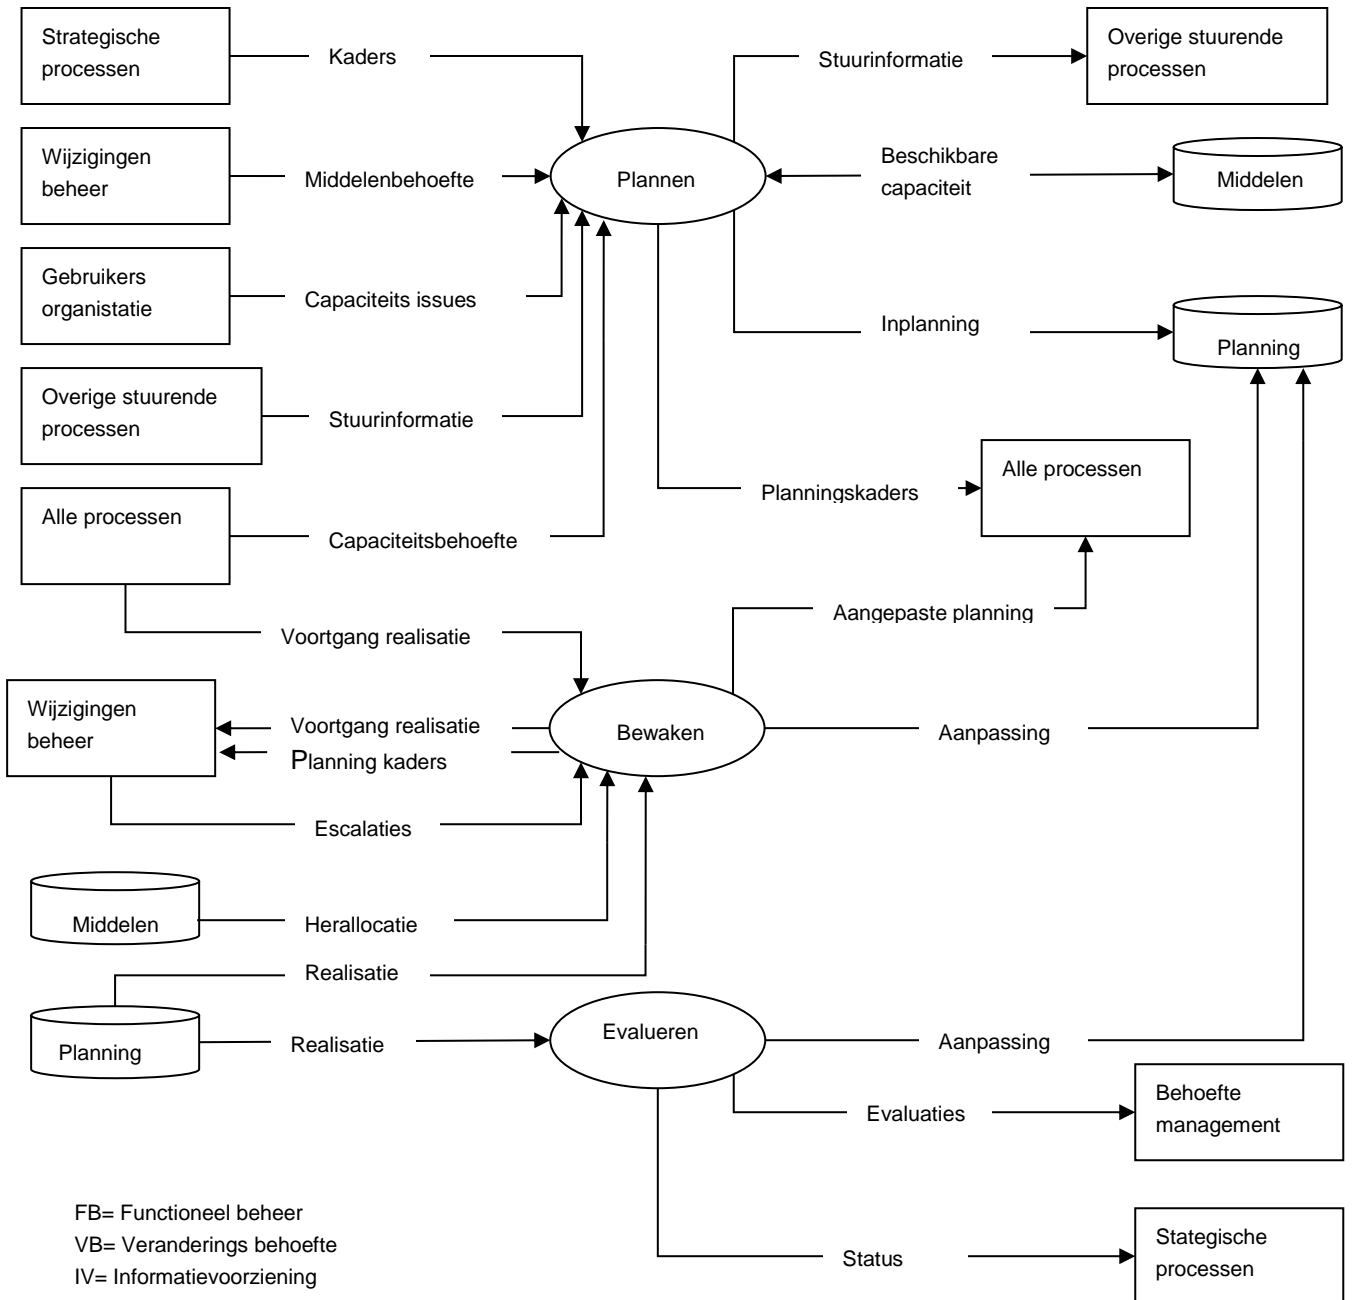 Strategische
processen
Kaders
Stuurinformatie
Overige stuurende
processen
Wijzigingen
beheer
Middelenbehoefte
Plannen
Beschikbare
capaciteit
Middelen
Gebruikers
organistatie
Capaciteits issues
Inplanning
Planning
Overige stuurende
processen
Stuurinformatie
Alle processen
Planningskaders
Alle processen
Capaciteitsbehoefte
Aangepaste planning
Voortgang realisatie
Wijzigingen
beheer
Voortgang realisatie
Planning kaders
Bewaken
Aanpassing
Escalaties
Middelen
Herallocatie
Realisatie
Planning
Realisatie
Evalueren
Aanpassing
Evaluaties
Behoefte
management
FB= Functioneel beheer
VB= Veranderings behoefte
IV= Informatievoorziening
Status
Stategische
processen